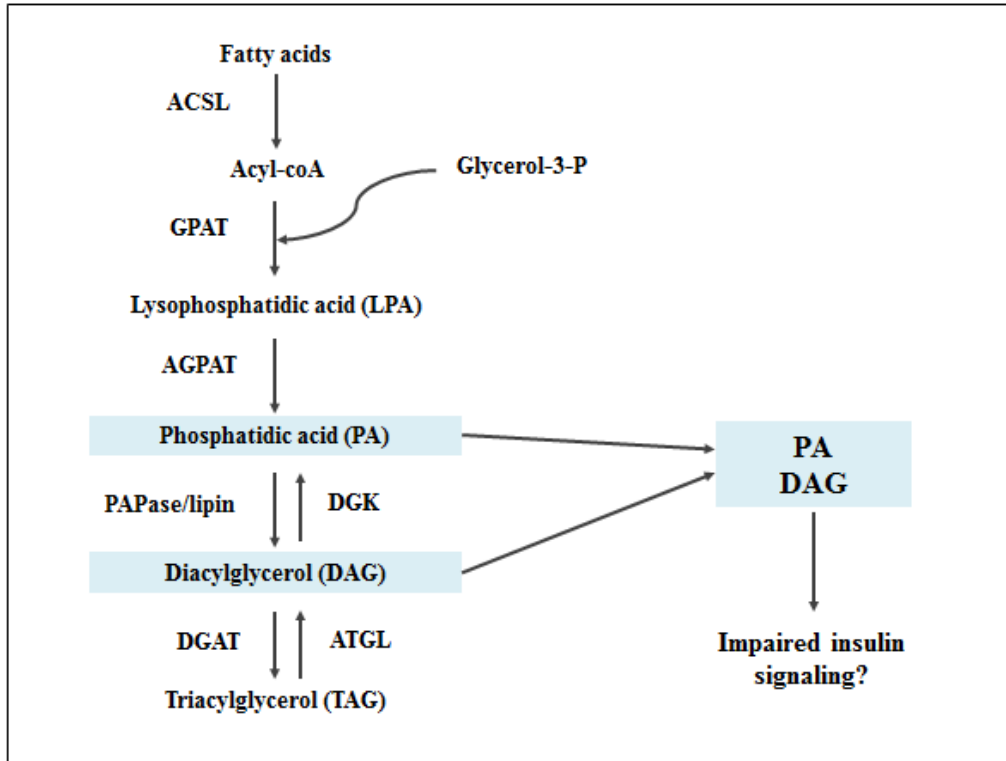 Fatty acids
ACSL
Acyl-coA
Glycerol-3-P
GPAT
Lysophosphatidic acid (LPA)
AGPAT
Phosphatidic acid (PA)
PA
DAG
PAPase/lipin
DGK
Diacylglycerol (DAG)
DGAT
ATGL
Impaired insulin
signaling?
Triacylglycerol (TAG)